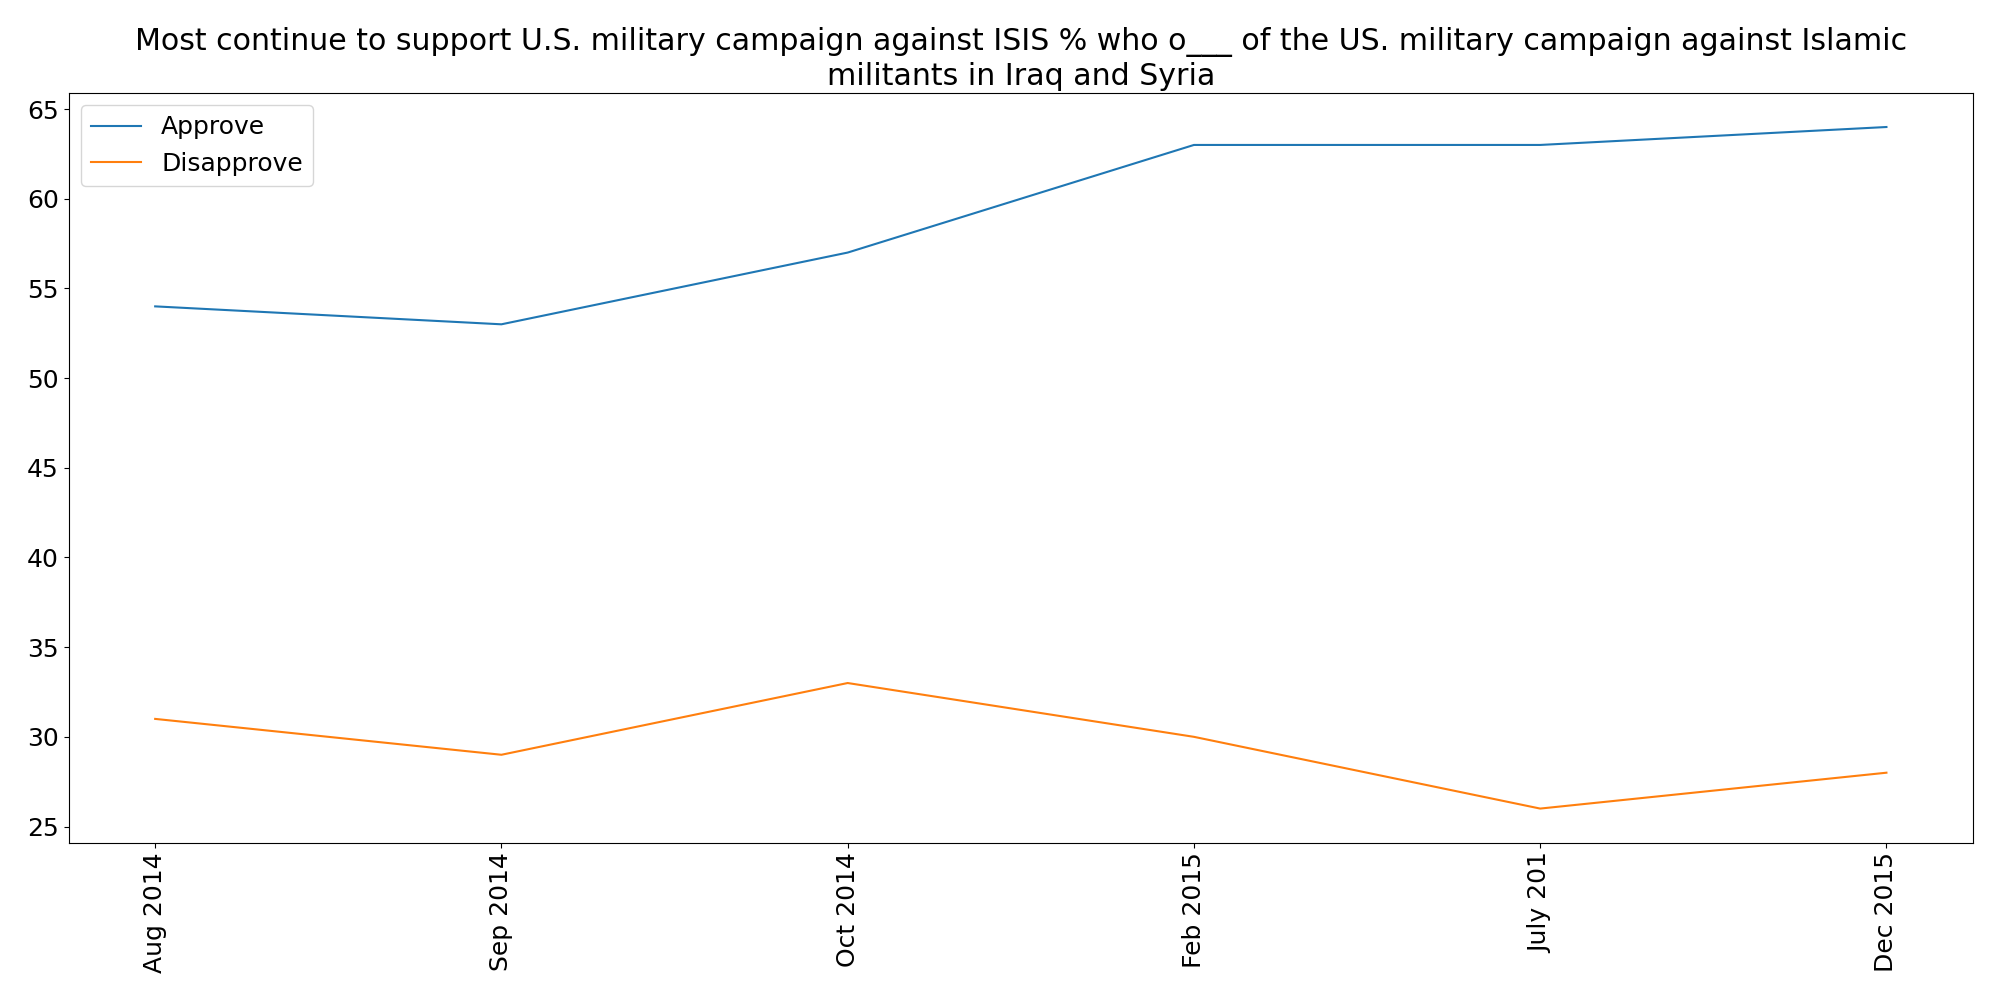 Most continue to support U.S. military campaign against ISIS % who o___ of the US. military campaign against Islamic
militants in Iraq and Syria
65
60
55
50
45
40
35
30
25
Approve
Disapprove
Aug 2014
Sep 2014
Oct 2014
Feb 2015
July 201
Dec 2015